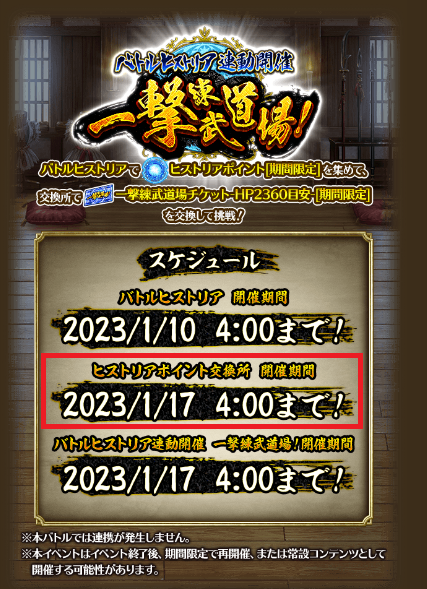 バトルヒストリア連動開催
一撃練武道場!
バトルヒストリアで ヒストリアポイント[期間限定]を集めて、
交換所で 一撃練武道場チケット-HP2360目安-[期間限定]
を交換して挑戦!
スケジュール
バトルヒストリア 開催期間
2023/1/10 4:00まで!
ヒストリアポイント交換所 開催期間
2023/1/17 4:00まで!
バトルヒストリア連動開催 一撃練武道場!開催期間
2023/1/17 4:00まで!
※本バトルでは連携が発生しません。
※本イベントはイベント終了後、期間限定で再開催、または常設コンテンツとして
開催する可能性があります。